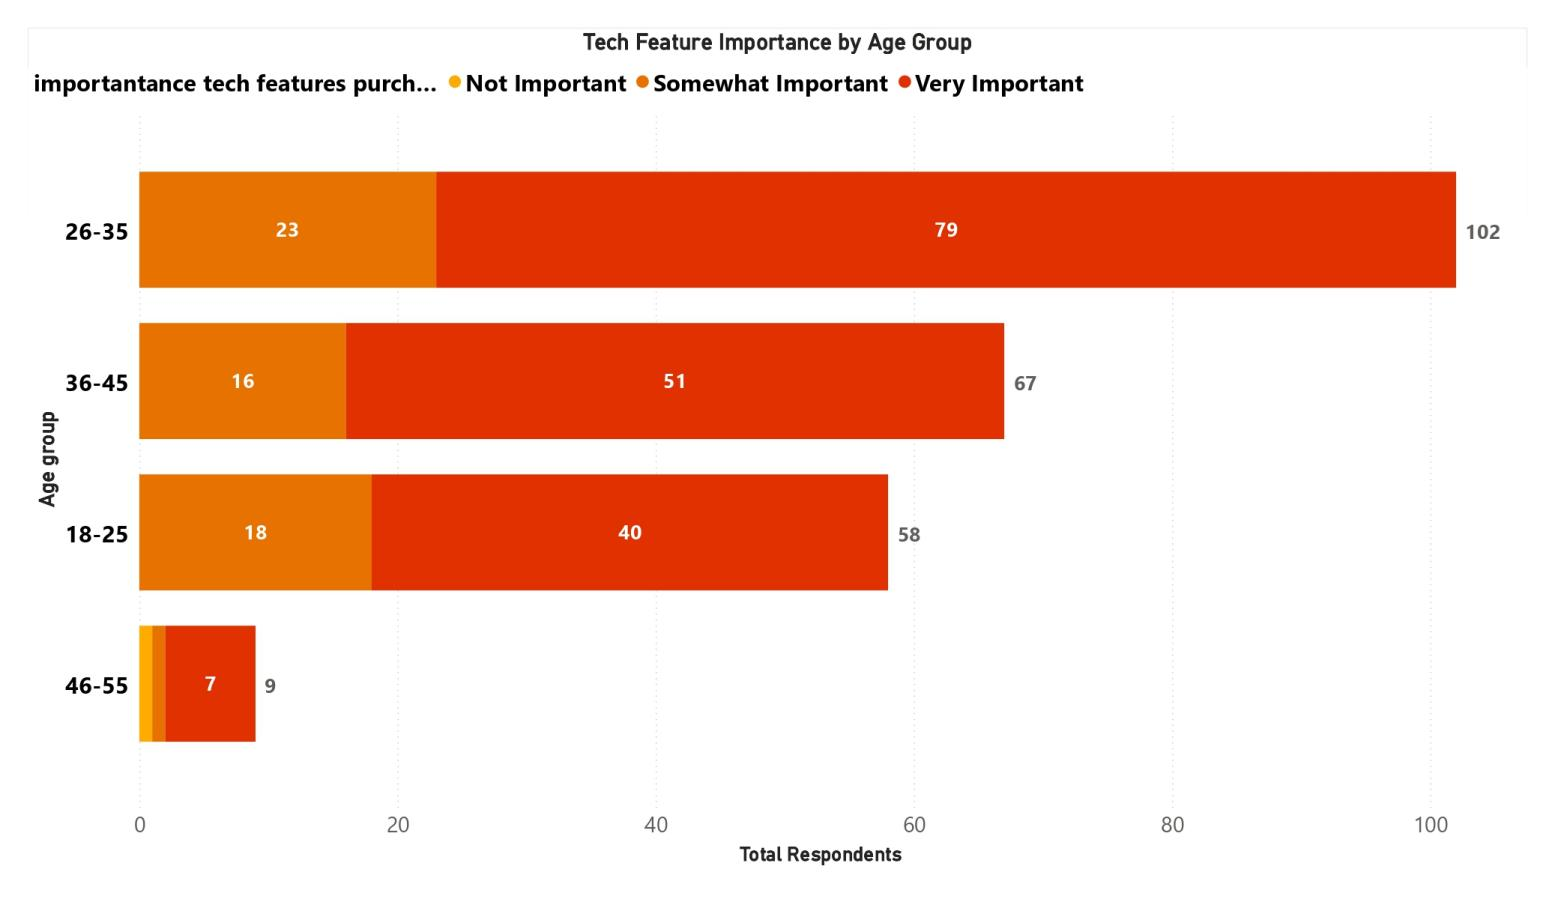 Tech Feature Importance by Age Group
importantance tech features purch... Not Important Somewhat Important Very Important
26-35 23 79 102
36-45 16 51 67
Age group
18-25 18 40 58
46-55 7 9
0 20 40 60 80 100
Total Respondents